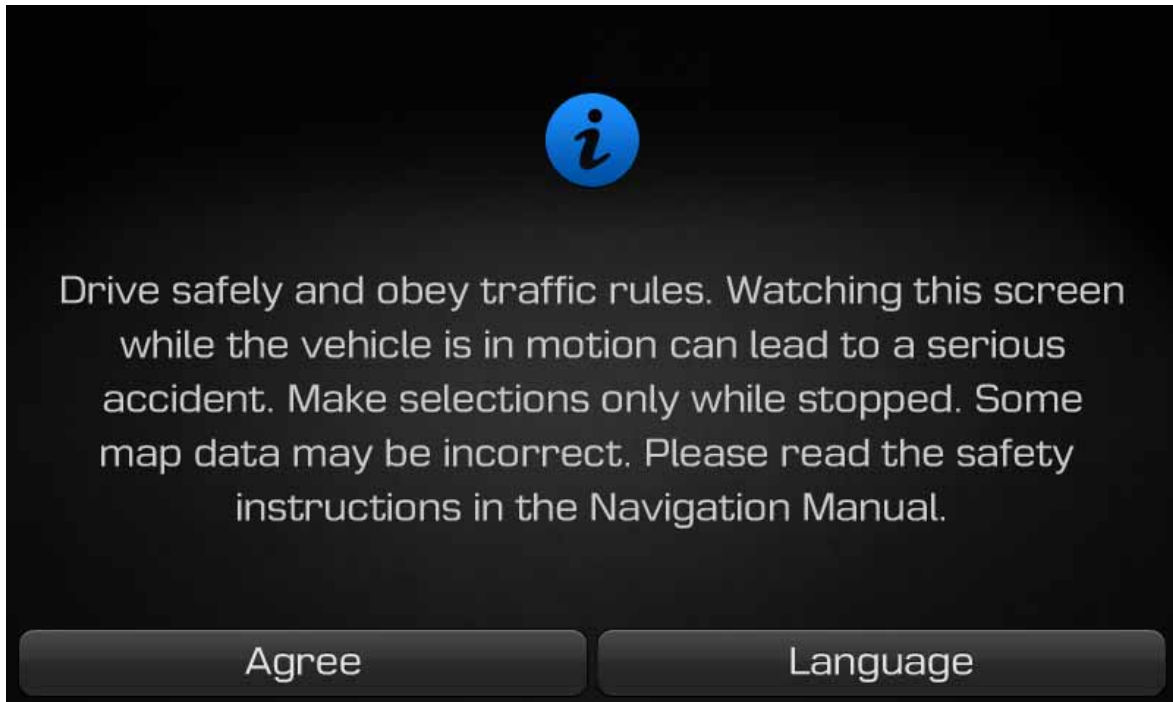 i
Drive safely and obey traffic rules. Watching this screen
while the vehicle is in motion can lead to a serious
accident. Make selections only while stopped. Some
map data may be incorrect. Please read the safety
instructions in the Navigation Manual.
Agree
Language